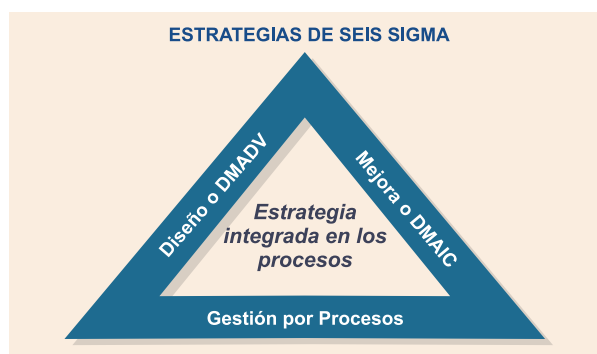 ESTRATEGIAS DE SEIS SIGMA
Diseño o DMADV
Mejora o DMAIC
Estrategia
integrada en los
procesos
Gestión por Procesos